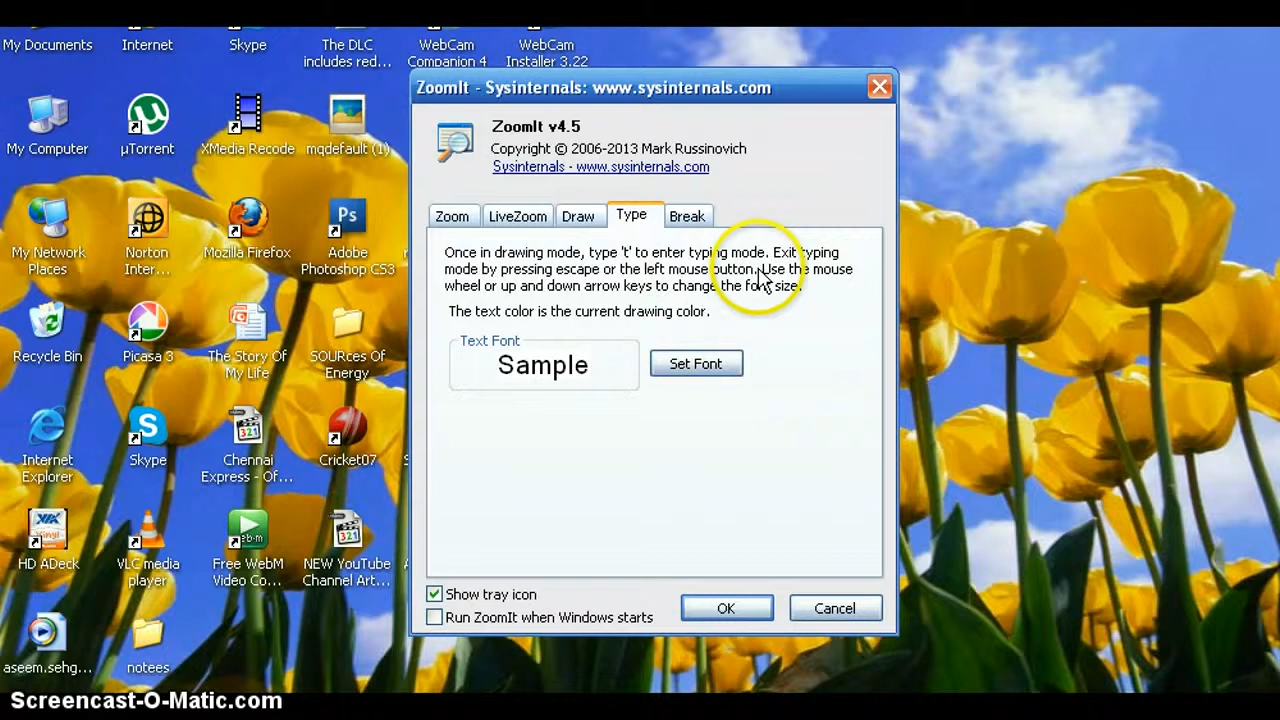 My Documents
Internet
Skype
The DLC
includes red...
WebCam
Companion 4
WebCam
Installer 3.22
ZoomIt - Sysinternals: www.sysinternals.com
ZoomIt v4.5
Copyright © 2006-2013 Mark Russinovich
Sysinternals - www.sysinternals.com
My Computer
µTorrent
XMedia Recode
mqdefault (1)
Zoom
LiveZoom
Draw
Type
Break
Once in drawing mode, type 't' to enter typing mode. Exit typing
mode by pressing escape or the left mouse button. Use the mouse
wheel or up and down arrow keys to change the font size.
The text color is the current drawing color.
Text Font
Sample
Set Font
My Network
Places
Norton
Inter...
Mozilla Firefox
Ps
Adobe
Photoshop CS3
Recycle Bin
Picasa 3
The Story Of
My Life
SOURces Of
Energy
Internet
Explorer
Skype
321
Chennai
Express - Of...
Cricket07
HD ADeck
VLC media
player
Free WebM
Video Co...
321
NEW YouTube
Channel Art...
Show tray icon
Run ZoomIt when Windows starts
OK
Cancel
aseem.sehg...
notees
Screencast-O-Matic.com